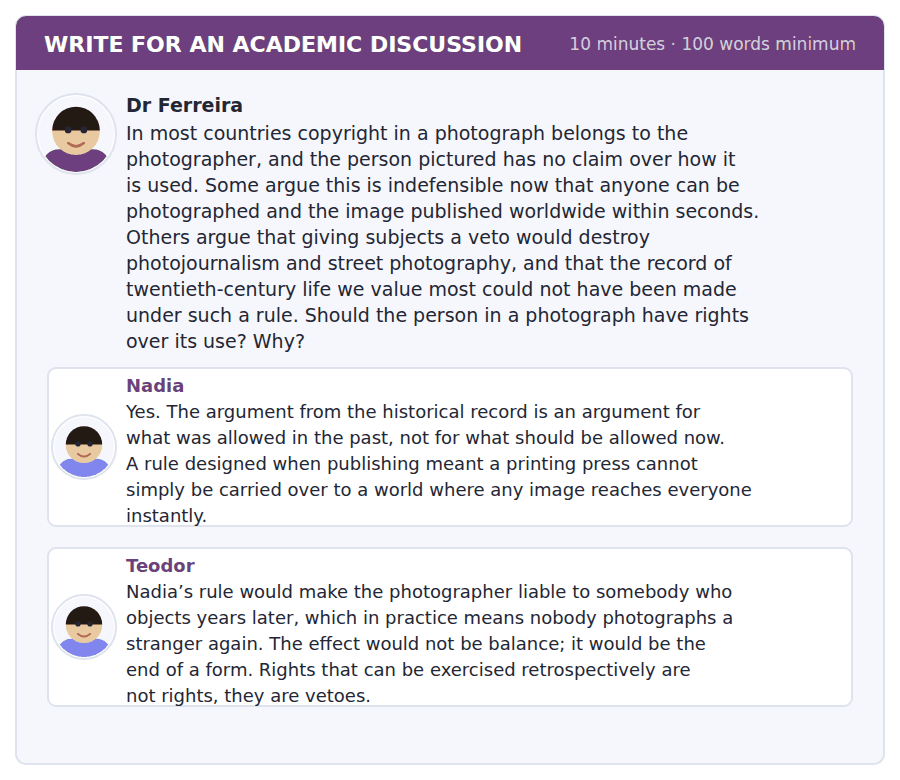 WRITE FOR AN ACADEMIC DISCUSSION
10 minutes · 100 words minimum
Dr Ferreira
In most countries copyright in a photograph belongs to the
photographer, and the person pictured has no claim over how it
is used. Some argue this is indefensible now that anyone can be
photographed and the image published worldwide within seconds.
Others argue that giving subjects a veto would destroy
photojournalism and street photography, and that the record of
twentieth-century life we value most could not have been made
under such a rule. Should the person in a photograph have rights
over its use? Why?
Nadia
Yes. The argument from the historical record is an argument for
what was allowed in the past, not for what should be allowed now.
A rule designed when publishing meant a printing press cannot
simply be carried over to a world where any image reaches everyone
instantly.
Teodor
Nadia’s rule would make the photographer liable to somebody who
objects years later, which in practice means nobody photographs a
stranger again. The effect would not be balance; it would be the
end of a form. Rights that can be exercised retrospectively are
not rights, they are vetoes.